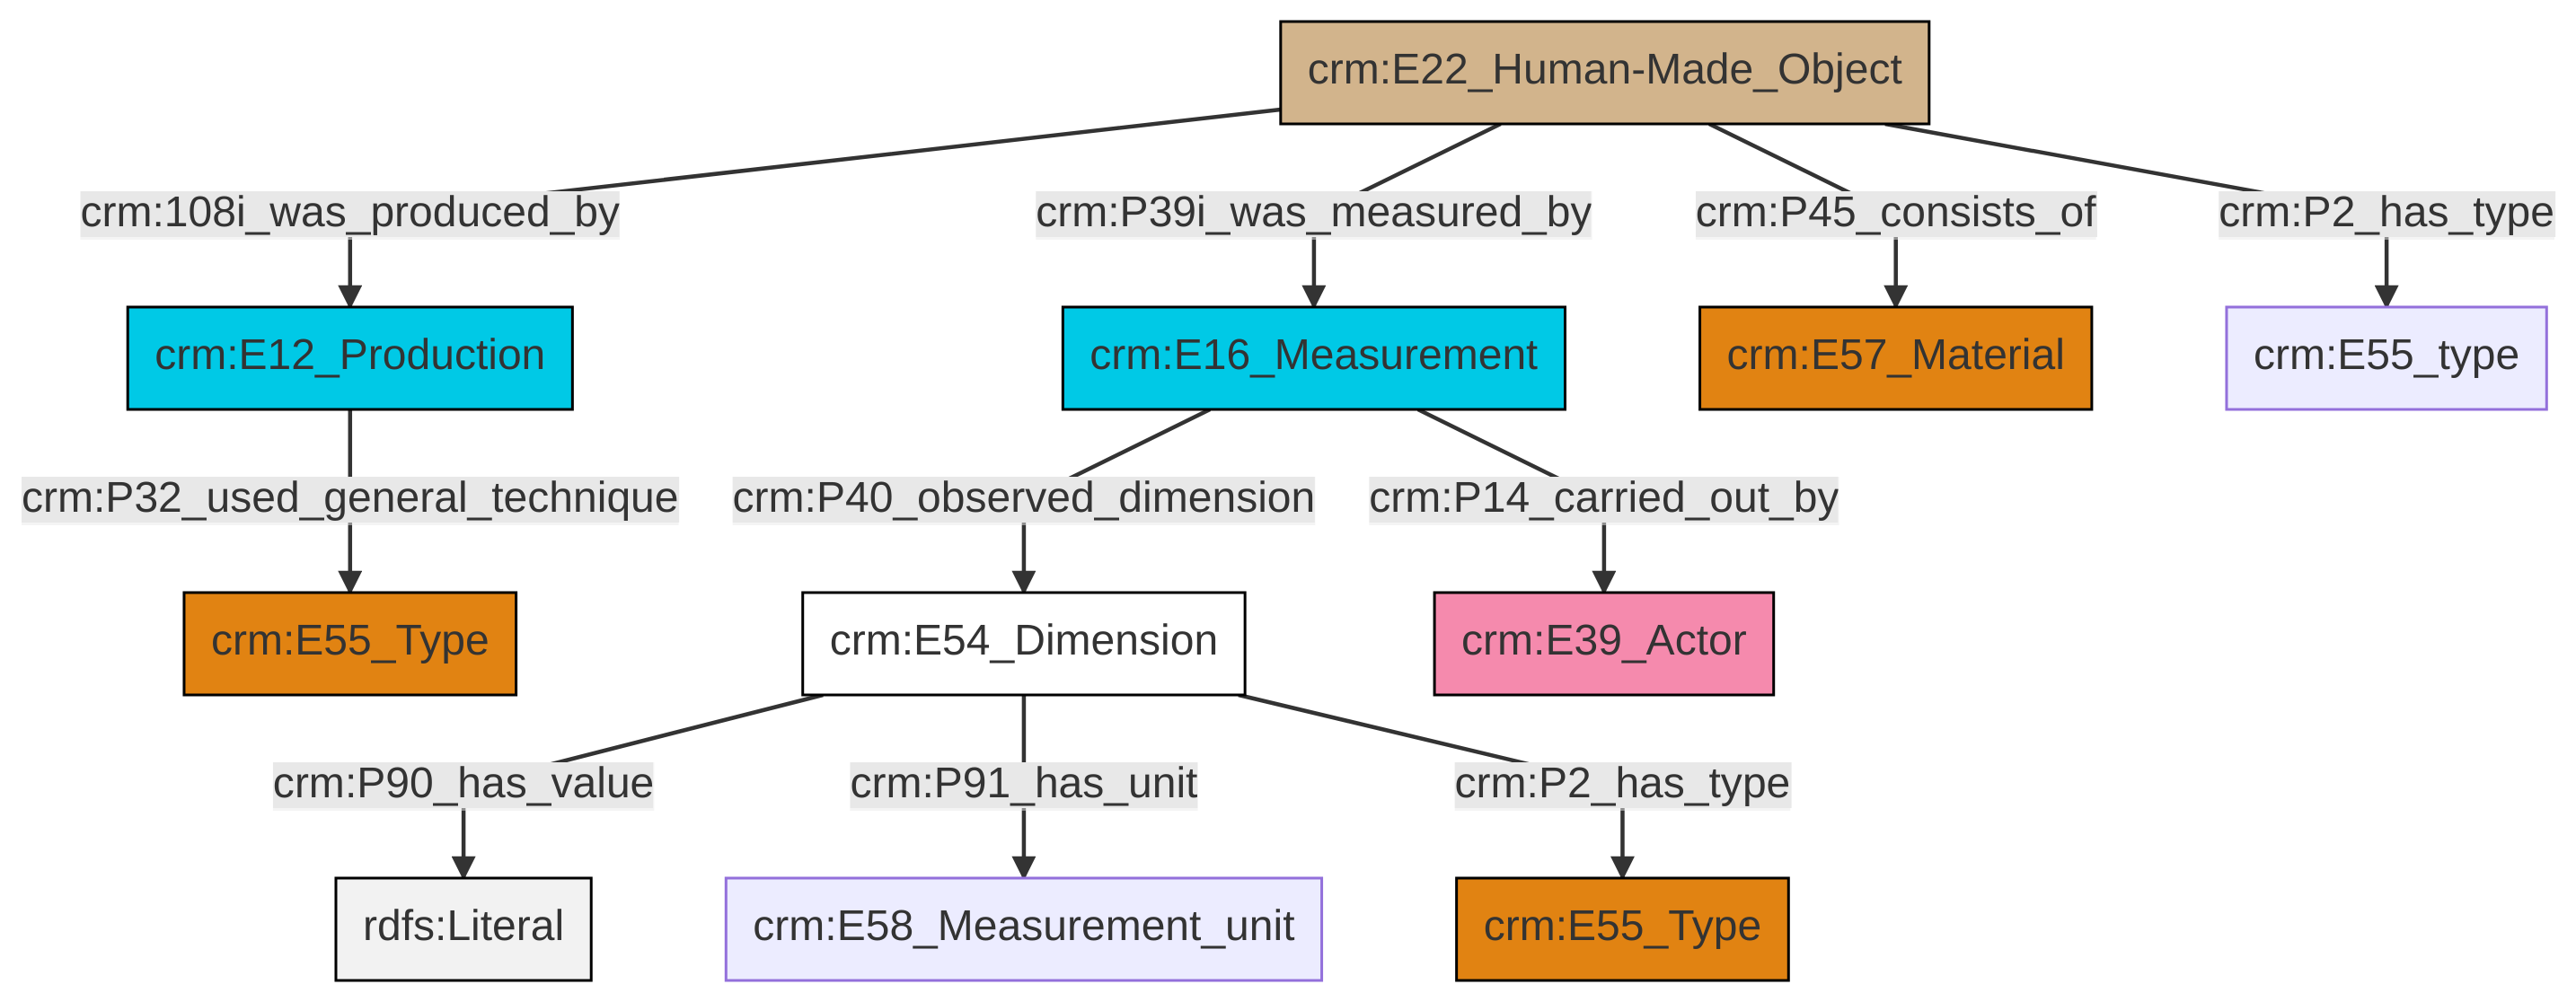 crm:E22_Human-Made_Object
crm:108i_was_produced_by
crm:P39i_was_measured_by
crm:P45_consists_of
crm:P2_has_type
crm:E12_Production
crm:E16_Measurement
crm:E57_Material
crm:E55_type
crm:P32_used_general_technique
crm:P40_observed_dimension
crm:P14_carried_out_by
crm:E55_Type
crm:E54_Dimension
crm:E39_Actor
crm:P90_has_value
crm:P91_has_unit
crm:P2_has_type
rdfs:Literal
crm:E58_Measurement_unit
crm:E55_Type